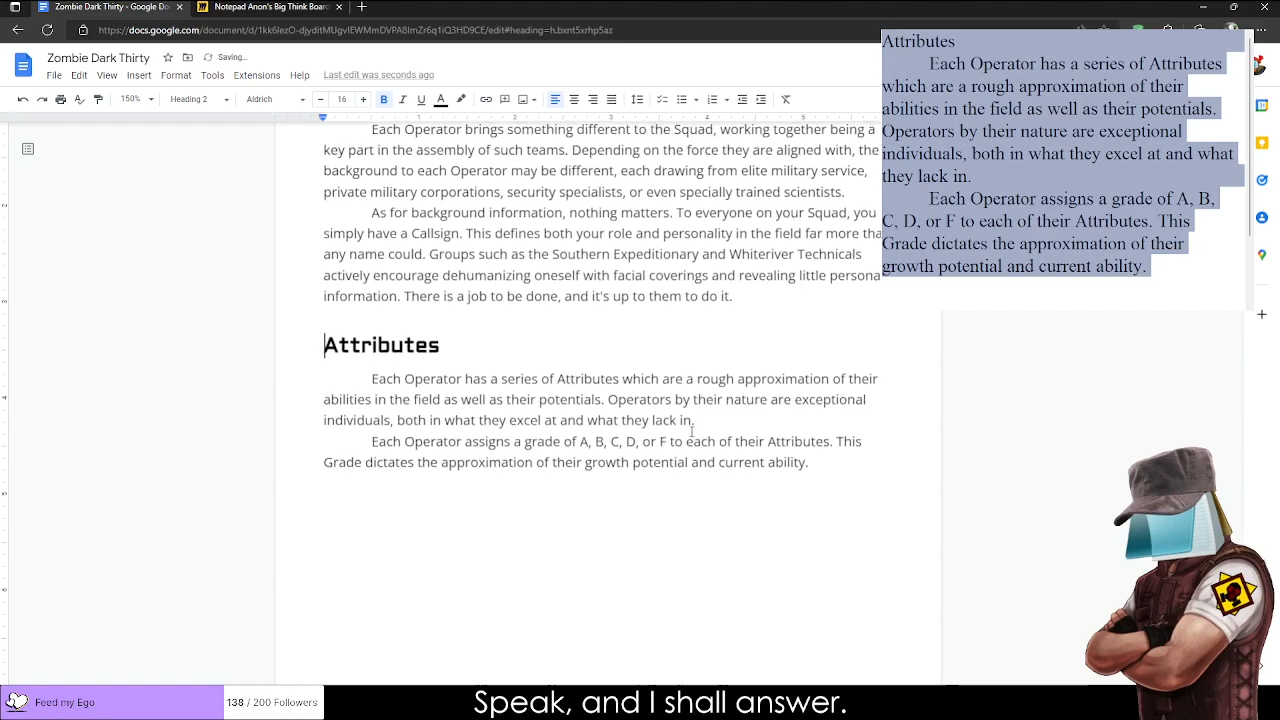 Zombie Dark Thirty - Google Do
Notepad Anon's Big Think Board
https://docs.google.com/document/d/1kk6lezO-djyditMUgvlEWMmDVPA8lmZr6q1iQ3HD9CE/edit#heading=h.bxnt5xrhp5az
Zombie Dark Thirty
Saving…
File Edit View Insert Format Tools Extensions Help
Last edit was seconds ago
150% Heading 2 Aldrich 16 B I U A
Each Operator brings something different to the Squad, working together being a
key part in the assembly of such teams. Depending on the force they are aligned with, the
background to each Operator may be different, each drawing from elite military service,
private military corporations, security specialists, or even specially trained scientists.
As for background information, nothing matters. To everyone on your Squad, you
simply have a Callsign. This defines both your role and personality in the field far more tha
any name could. Groups such as the Southern Expeditionary and Whiteriver Technicals
actively encourage dehumanizing oneself with facial coverings and revealing little persona
information. There is a job to be done, and it's up to them to do it.
Attributes
Each Operator has a series of Attributes which are a rough approximation of their
abilities in the field as well as their potentials. Operators by their nature are exceptional
individuals, both in what they excel at and what they lack in.
Each Operator assigns a grade of A, B, C, D, or F to each of their Attributes. This
Grade dictates the approximation of their growth potential and current ability.
Attributes
Each Operator has a series of Attributes
which are a rough approximation of their
abilities in the field as well as their potentials.
Operators by their nature are exceptional
individuals, both in what they excel at and what
they lack in.
Each Operator assigns a grade of A, B,
C, D, or F to each of their Attributes. This
Grade dictates the approximation of their
growth potential and current ability.
Feed my Ego
138 / 200 Followers
Speak, and I shall answer.